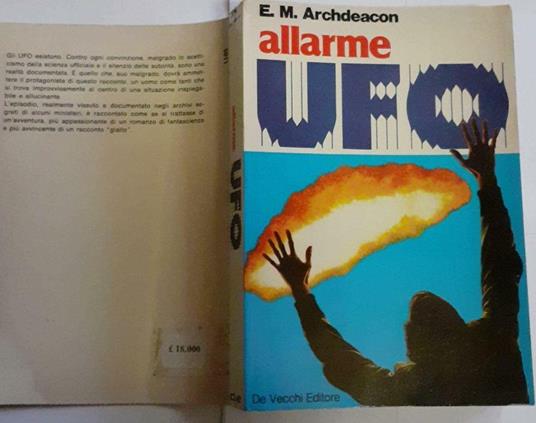 Gli UFO esistono. Contro ogni convinzione, malgrado lo scetti-
cismo della scienza ufficiale e il silenzio delle autorità, sono una
realtà documentata. È quello che, suo malgrado, dovrà ammet-
tere il protagonista di questo racconto, un uomo come tanti che
si trova improvvisamente al centro di una situazione inspiega-
bile e allucinante.
L'episodio, realmente vissuto e documentato negli archivi se-
greti di alcuni ministeri, è raccontato come se si trattasse di
un'avventura, più appassionante di un romanzo di fantascienza
e più avvincente di un racconto "giallo".
£ 18.000
allarme
UFO
E. M. Archdeacon
allarme
UFO
De Vecchi Editore